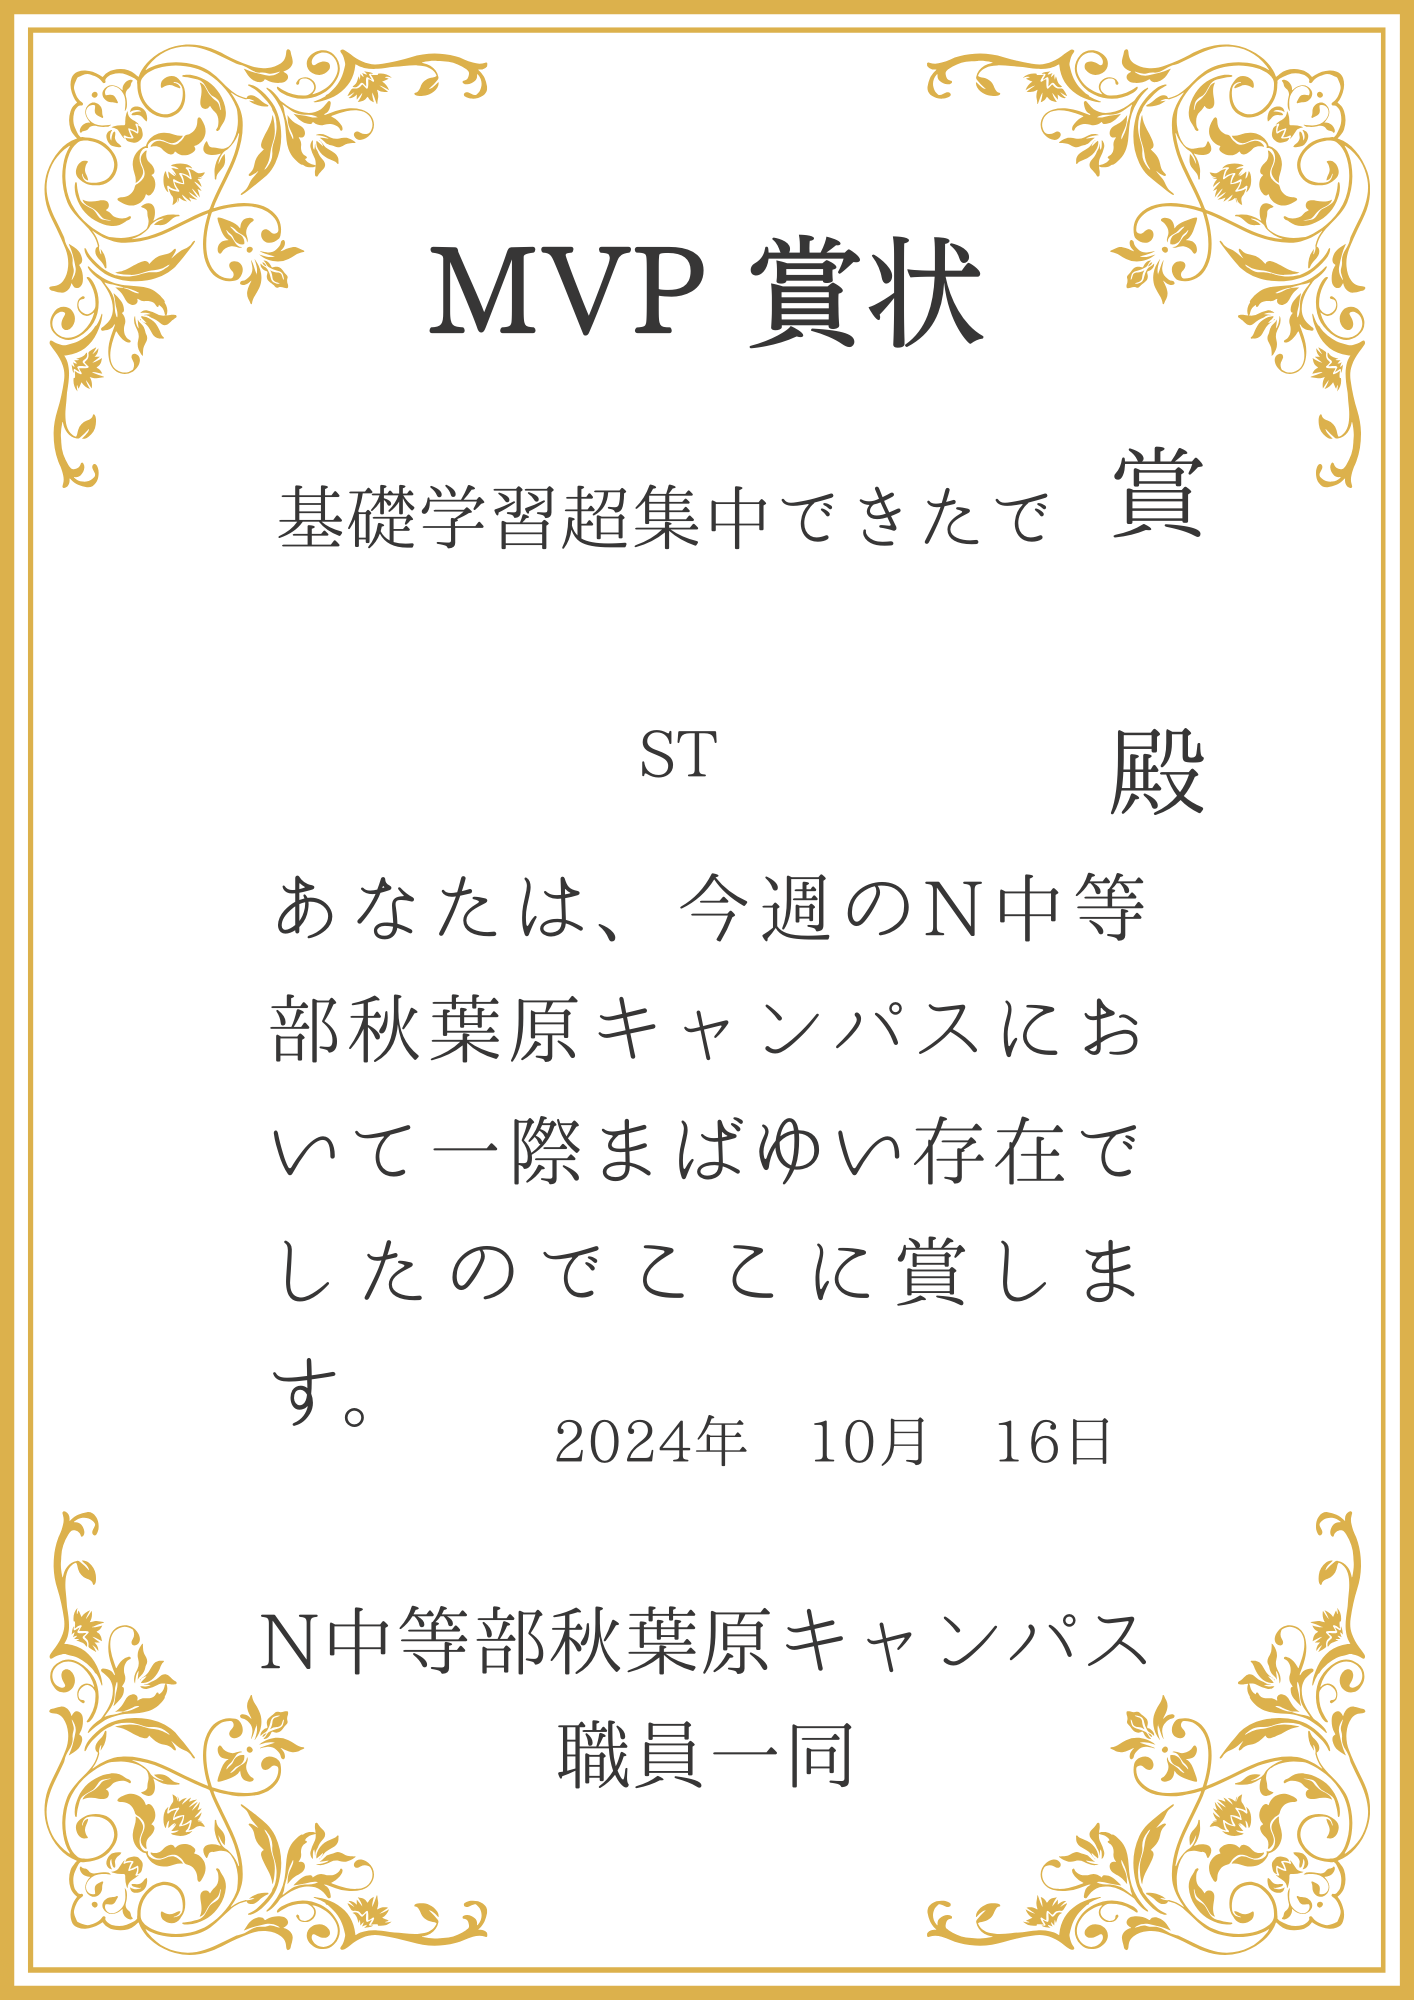 MVP 賞状
基礎学習超集中できたで 賞
ST 殿
あなたは、今週のN中等
部秋葉原キャンパスにお
いて一際まばゆい存在で
したのでここに賞しま
す。
2024年 10月 16日
N中等部秋葉原キャンパス
職員一同